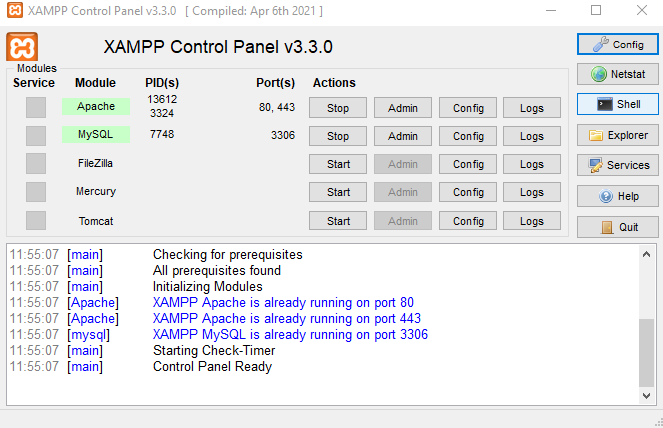 XAMPP Control Panel v3.3.0 [ Compiled: Apr 6th 2021 ]
XAMPP Control Panel v3.3.0
Config
Modules
Service Module PID(s) Port(s) Actions
Netstat
Apache 13612 3324 80, 443 Stop Admin Config Logs
Shell
MySQL 7748 3306 Stop Admin Config Logs
Explorer
FileZilla Start Admin Config Logs
Services
Mercury Start Admin Config Logs
Help
Tomcat Start Admin Config Logs
Quit
11:55:07 [main] Checking for prerequisites
11:55:07 [main] All prerequisites found
11:55:07 [main] Initializing Modules
11:55:07 [Apache] XAMPP Apache is already running on port 80
11:55:07 [Apache] XAMPP Apache is already running on port 443
11:55:07 [mysql] XAMPP MySQL is already running on port 3306
11:55:07 [main] Starting Check-Timer
11:55:07 [main] Control Panel Ready